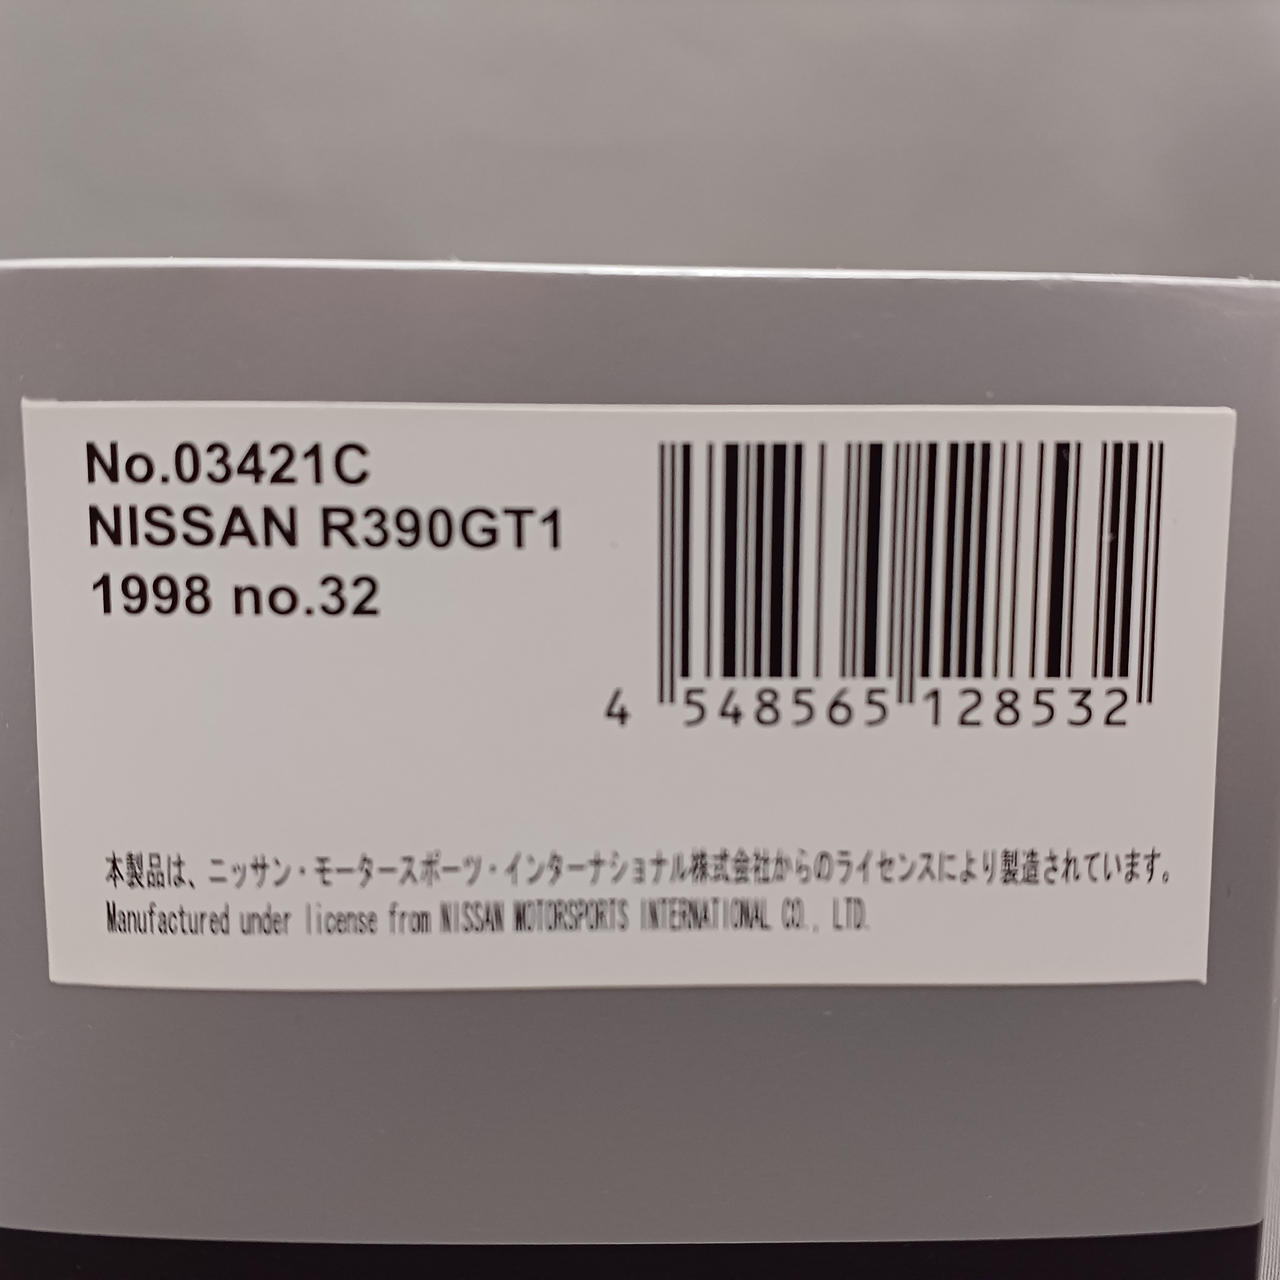 No.03421C
NISSAN R390GT1
1998 no.32
4 548565 128532
本製品は、ニッサン・モータースポーツ・インターナショナル株式会社からのライセンスにより製造されています。
Manufactured under license from NISSAN MOTORSPORTS INTERNATIONAL CO., LTD.